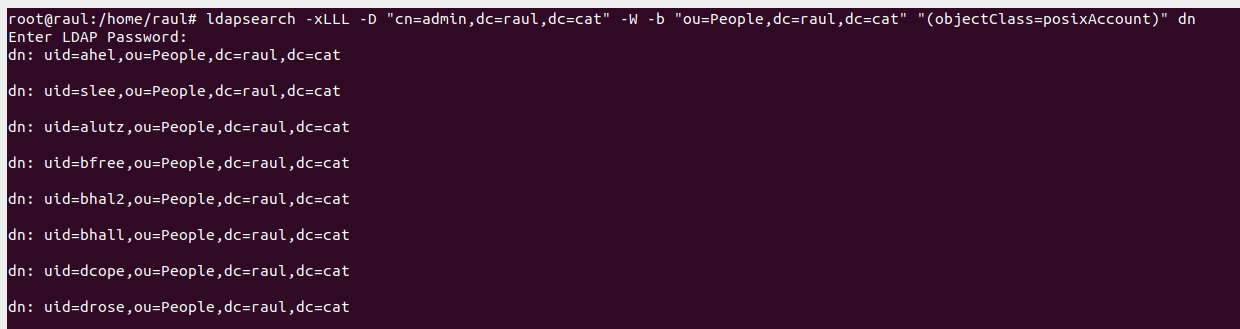 root@raul:/home/raul# ldapsearch -xLLL -D "cn=admin,dc=raul,dc=cat" -W -b "ou=People,dc=raul,dc=cat" "(objectClass=posixAccount)" dn
Enter LDAP Password:
dn: uid=ahel,ou=People,dc=raul,dc=cat
dn: uid=slee,ou=People,dc=raul,dc=cat
dn: uid=alutz,ou=People,dc=raul,dc=cat
dn: uid=bfree,ou=People,dc=raul,dc=cat
dn: uid=bhal2,ou=People,dc=raul,dc=cat
dn: uid=bhall,ou=People,dc=raul,dc=cat
dn: uid=dcope,ou=People,dc=raul,dc=cat
dn: uid=drose,ou=People,dc=raul,dc=cat